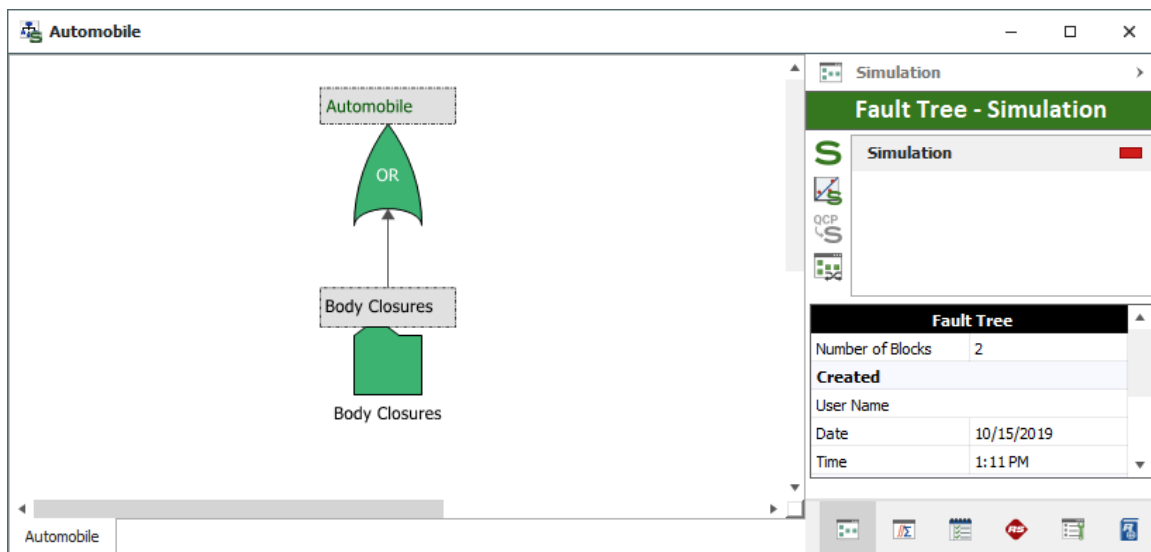 Automobile
Automobile
OR
Body Closures
Body Closures
Automobile
Simulation
Fault Tree - Simulation
S
Simulation
S
QCP
S
Fault Tree
Number of Blocks 2
Created
User Name
Date 10/15/2019
Time 1:11 PM
RS
R